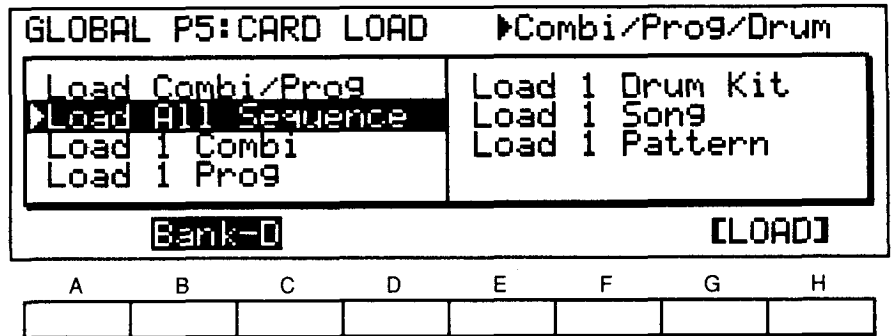 GLOBAL P5:CARD LOAD ▶Combi/Prog/Drum
Load Combi/Prog
▶Load All Sequence
Load 1 Combi
Load 1 Prog
Load 1 Drum Kit
Load 1 Song
Load 1 Pattern
Bank-D [LOAD]
A B C D E F G H